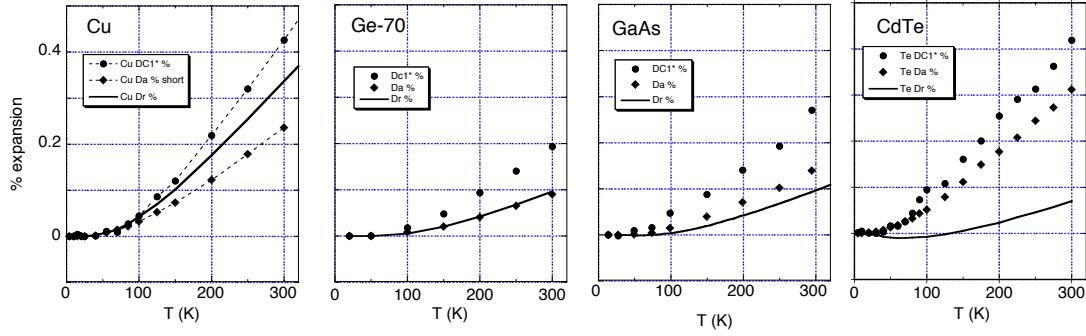 Cu
Cu DC1* %
Cu Da % short
Cu Dr %
% expansion
0.4
0.2
0
0 100 200 300
T (K)
Ge-70
Dc1* %
Da %
Dr %
0 100 200 300
T (K)
GaAs
DC1* %
Da %
Dr %
0 100 200 300
T (K)
CdTe
Te DC1* %
Te Da %
Te Dr %
0 100 200 300
T (K)